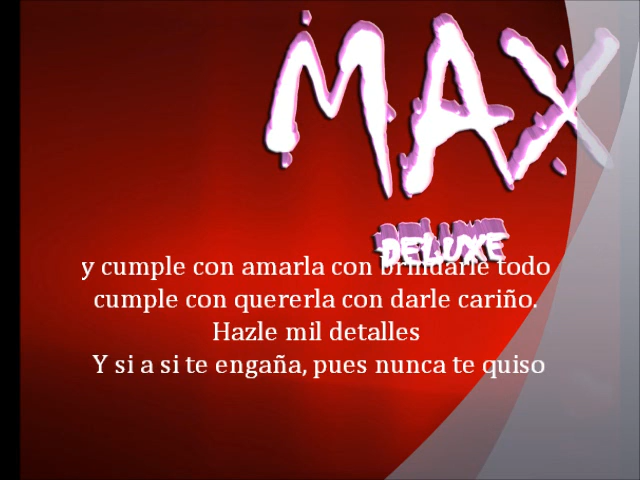 MAX
DELUXE
y cumple con amarla con brindarle todo
cumple con quererla con darle cariño.
Hazle mil detalles
Y si a si te engaña, pues nunca te quiso